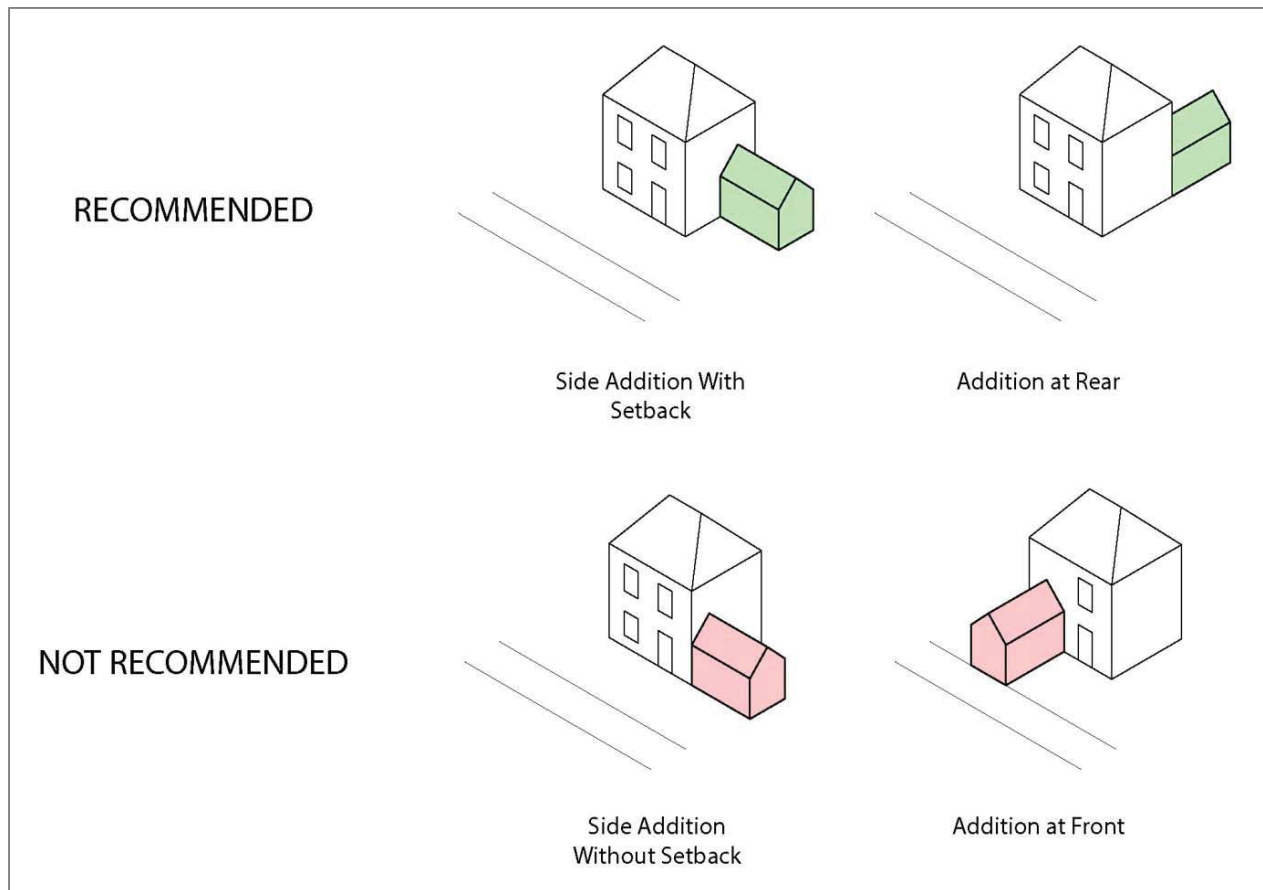 RECOMMENDED
Side Addition With
Setback
Addition at Rear
NOT RECOMMENDED
Side Addition
Without Setback
Addition at Front